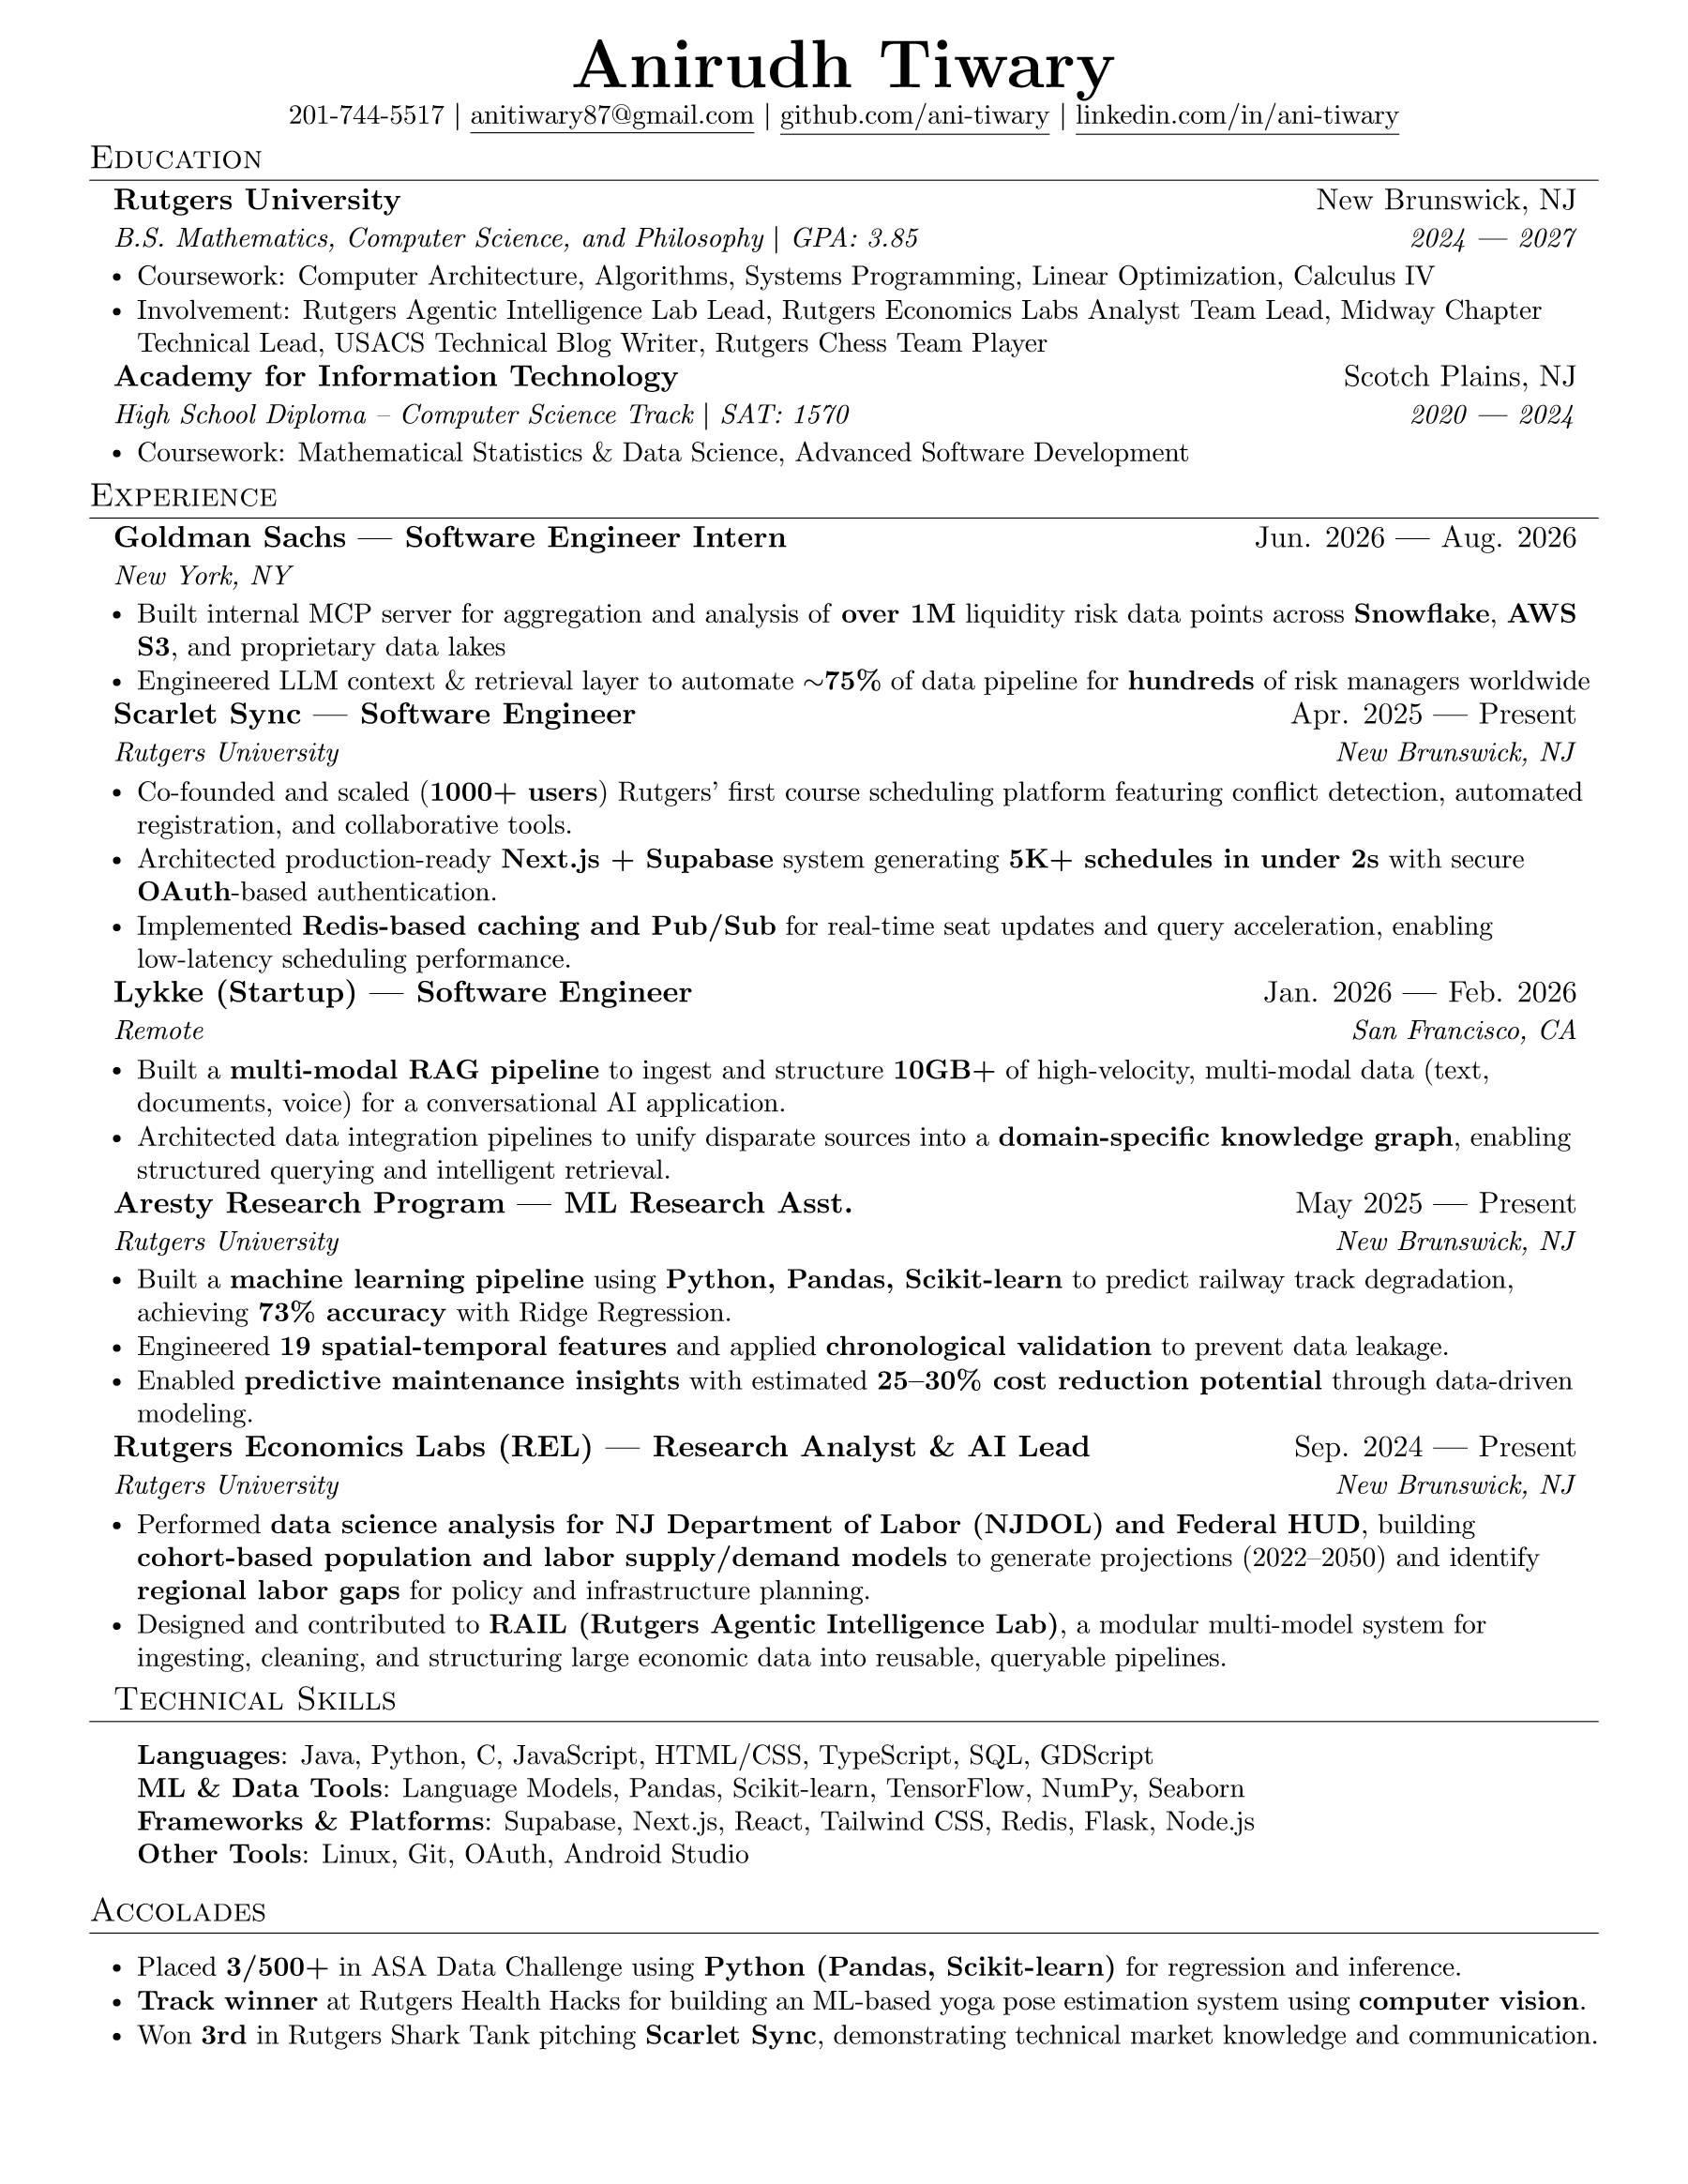 Anirudh Tiwary
201-744-5517 | anitiwary87@gmail.com | github.com/ani-tiwary | linkedin.com/in/ani-tiwary
Education
Rutgers University New Brunswick, NJ
B.S. Mathematics, Computer Science, and Philosophy | GPA: 3.85 2024 — 2027
• Coursework: Computer Architecture, Algorithms, Systems Programming, Linear Optimization, Calculus IV
• Involvement: Rutgers Agentic Intelligence Lab Lead, Rutgers Economics Labs Analyst Team Lead, Midway Chapter
Technical Lead, USACS Technical Blog Writer, Rutgers Chess Team Player
Academy for Information Technology Scotch Plains, NJ
High School Diploma – Computer Science Track | SAT: 1570 2020 — 2024
• Coursework: Mathematical Statistics & Data Science, Advanced Software Development
Experience
Goldman Sachs — Software Engineer Intern Jun. 2026 — Aug. 2026
New York, NY
• Built internal MCP server for aggregation and analysis of over 1M liquidity risk data points across Snowflake, AWS
S3, and proprietary data lakes
• Engineered LLM context & retrieval layer to automate ~75% of data pipeline for hundreds of risk managers worldwide
Scarlet Sync — Software Engineer Apr. 2025 — Present
Rutgers University New Brunswick, NJ
• Co-founded and scaled (1000+ users) Rutgers' first course scheduling platform featuring conflict detection, automated
registration, and collaborative tools.
• Architected production-ready Next.js + Supabase system generating 5K+ schedules in under 2s with secure
OAuth-based authentication.
• Implemented Redis-based caching and Pub/Sub for real-time seat updates and query acceleration, enabling
low-latency scheduling performance.
Lykke (Startup) — Software Engineer Jan. 2026 — Feb. 2026
Remote San Francisco, CA
• Built a multi-modal RAG pipeline to ingest and structure 10GB+ of high-velocity, multi-modal data (text,
documents, voice) for a conversational AI application.
• Architected data integration pipelines to unify disparate sources into a domain-specific knowledge graph, enabling
structured querying and intelligent retrieval.
Aresty Research Program — ML Research Asst. May 2025 — Present
Rutgers University New Brunswick, NJ
• Built a machine learning pipeline using Python, Pandas, Scikit-learn to predict railway track degradation,
achieving 73% accuracy with Ridge Regression.
• Engineered 19 spatial-temporal features and applied chronological validation to prevent data leakage.
• Enabled predictive maintenance insights with estimated 25–30% cost reduction potential through data-driven
modeling.
Rutgers Economics Labs (REL) — Research Analyst & AI Lead Sep. 2024 — Present
Rutgers University New Brunswick, NJ
• Performed data science analysis for NJ Department of Labor (NJDOL) and Federal HUD, building
cohort-based population and labor supply/demand models to generate projections (2022–2050) and identify
regional labor gaps for policy and infrastructure planning.
• Designed and contributed to RAIL (Rutgers Agentic Intelligence Lab), a modular multi-model system for
ingesting, cleaning, and structuring large economic data into reusable, queryable pipelines.
Technical Skills
Languages: Java, Python, C, JavaScript, HTML/CSS, TypeScript, SQL, GDScript
ML & Data Tools: Language Models, Pandas, Scikit-learn, TensorFlow, NumPy, Seaborn
Frameworks & Platforms: Supabase, Next.js, React, Tailwind CSS, Redis, Flask, Node.js
Other Tools: Linux, Git, OAuth, Android Studio
Accolades
• Placed 3/500+ in ASA Data Challenge using Python (Pandas, Scikit-learn) for regression and inference.
• Track winner at Rutgers Health Hacks for building an ML-based yoga pose estimation system using computer vision.
• Won 3rd in Rutgers Shark Tank pitching Scarlet Sync, demonstrating technical market knowledge and communication.